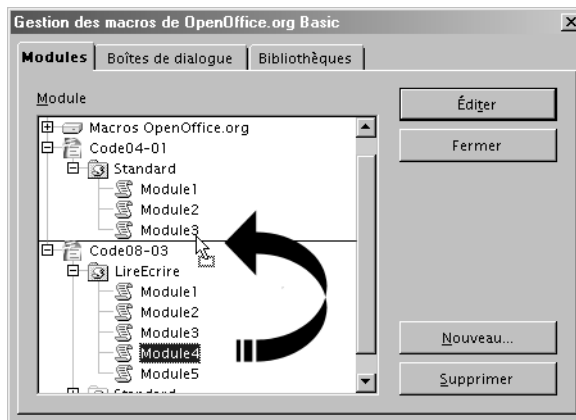 Gestion des macros de OpenOffice.org Basic
Modules
Boîtes de dialogue
Bibliothèques
Module
Macros OpenOffice.org
Code04-01
Standard
Module1
Module2
Module3
Code08-03
LireEcrire
Module1
Module2
Module3
Module4
Module5
Standard
Éditer
Fermer
Nouveau...
Supprimer